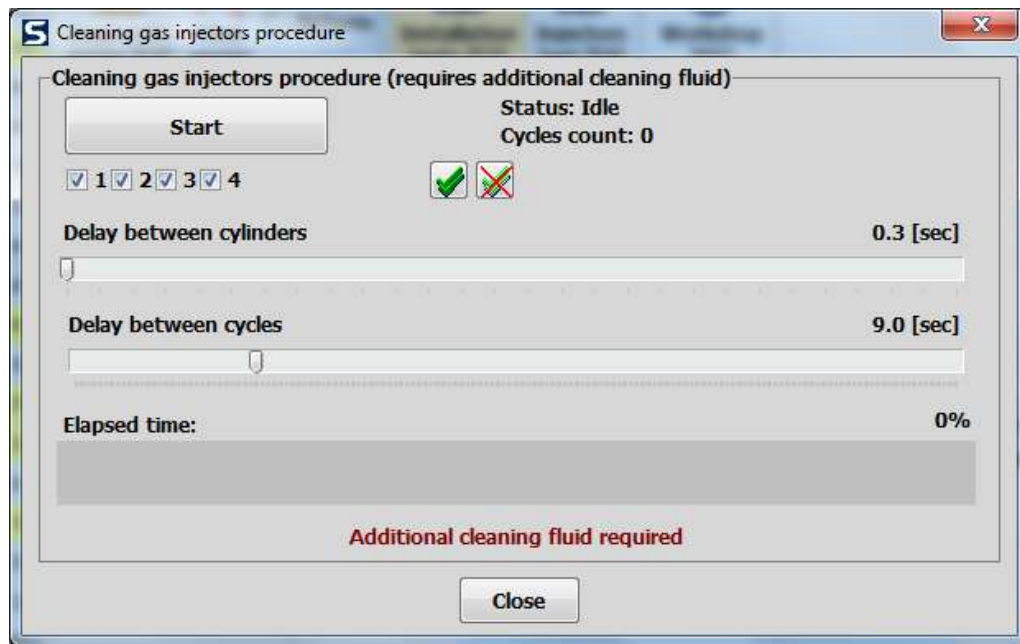 Cleaning gas injectors procedure
Cleaning gas injectors procedure (requires additional cleaning fluid)
Start
Status: Idle
Cycles count: 0
1 2 3 4
Delay between cylinders 0.3 [sec]
Delay between cycles 9.0 [sec]
Elapsed time: 0%
Additional cleaning fluid required
Close